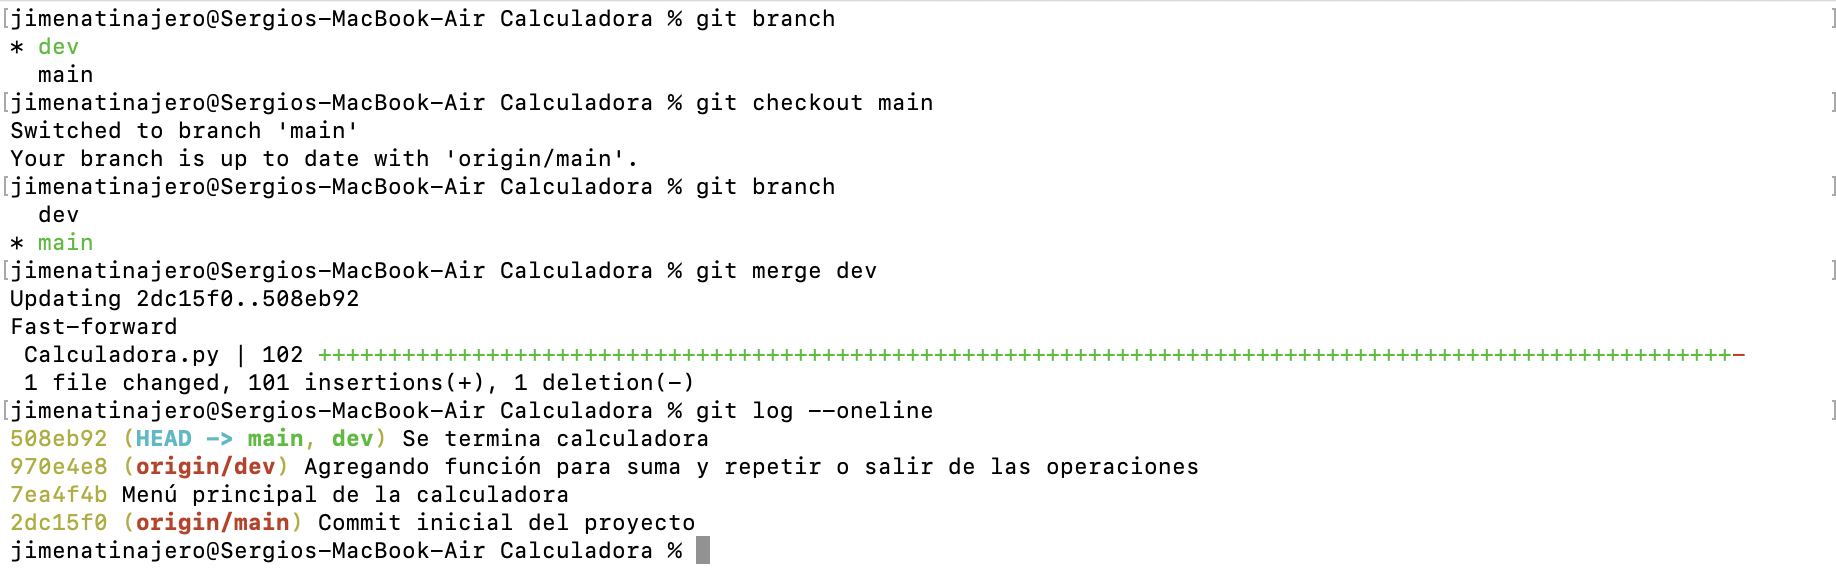 [jimenatinajero@Sergios-MacBook-Air Calculadora % git branch ]
* dev
  main
[jimenatinajero@Sergios-MacBook-Air Calculadora % git checkout main ]
Switched to branch 'main'
Your branch is up to date with 'origin/main'.
[jimenatinajero@Sergios-MacBook-Air Calculadora % git branch ]
  dev
* main
[jimenatinajero@Sergios-MacBook-Air Calculadora % git merge dev ]
Updating 2dc15f0..508eb92
Fast-forward
 Calculadora.py | 102 +++++++++++++++++++++++++++++++++++++++++++++++++++++++++++++++++++++++++++++++++++++++++++++++++++++-
 1 file changed, 101 insertions(+), 1 deletion(-)
[jimenatinajero@Sergios-MacBook-Air Calculadora % git log --oneline ]
508eb92 (HEAD -> main, dev) Se termina calculadora
970e4e8 (origin/dev) Agregando función para suma y repetir o salir de las operaciones
7ea4f4b Menú principal de la calculadora
2dc15f0 (origin/main) Commit inicial del proyecto
jimenatinajero@Sergios-MacBook-Air Calculadora %